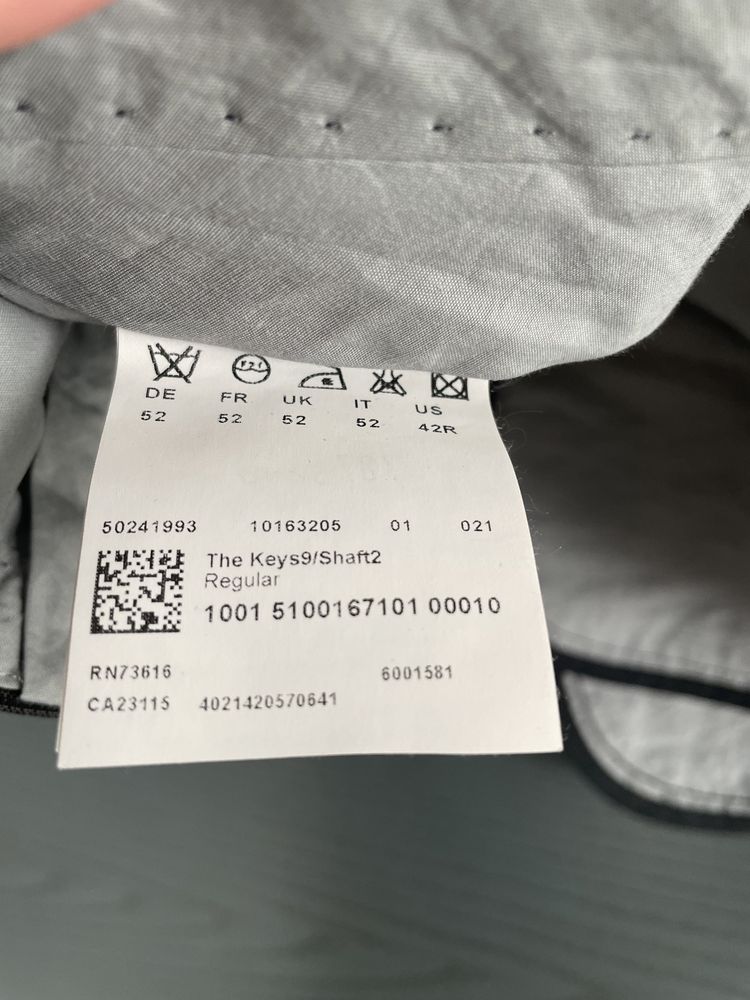 DE FR UK IT US
52 52 52 52 42R
50241993 10163205 01 021
The Keys9/Shaft2
Regular
1001 5100167101 00010
RN73616 6001581
CA23115 4021420570641